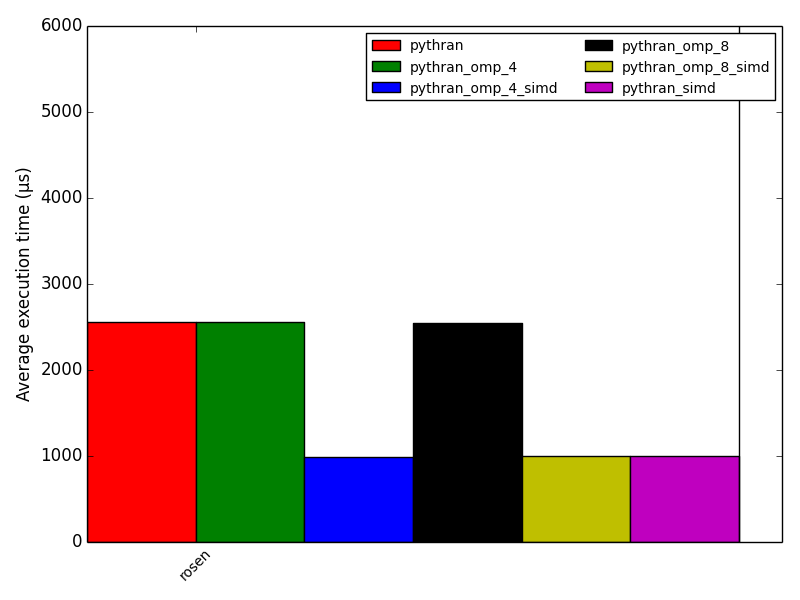 6000
5000
4000
3000
2000
1000
0
Average execution time (µs)
pythran
pythran_omp_4
pythran_omp_4_simd
pythran_omp_8
pythran_omp_8_simd
pythran_simd
rosen